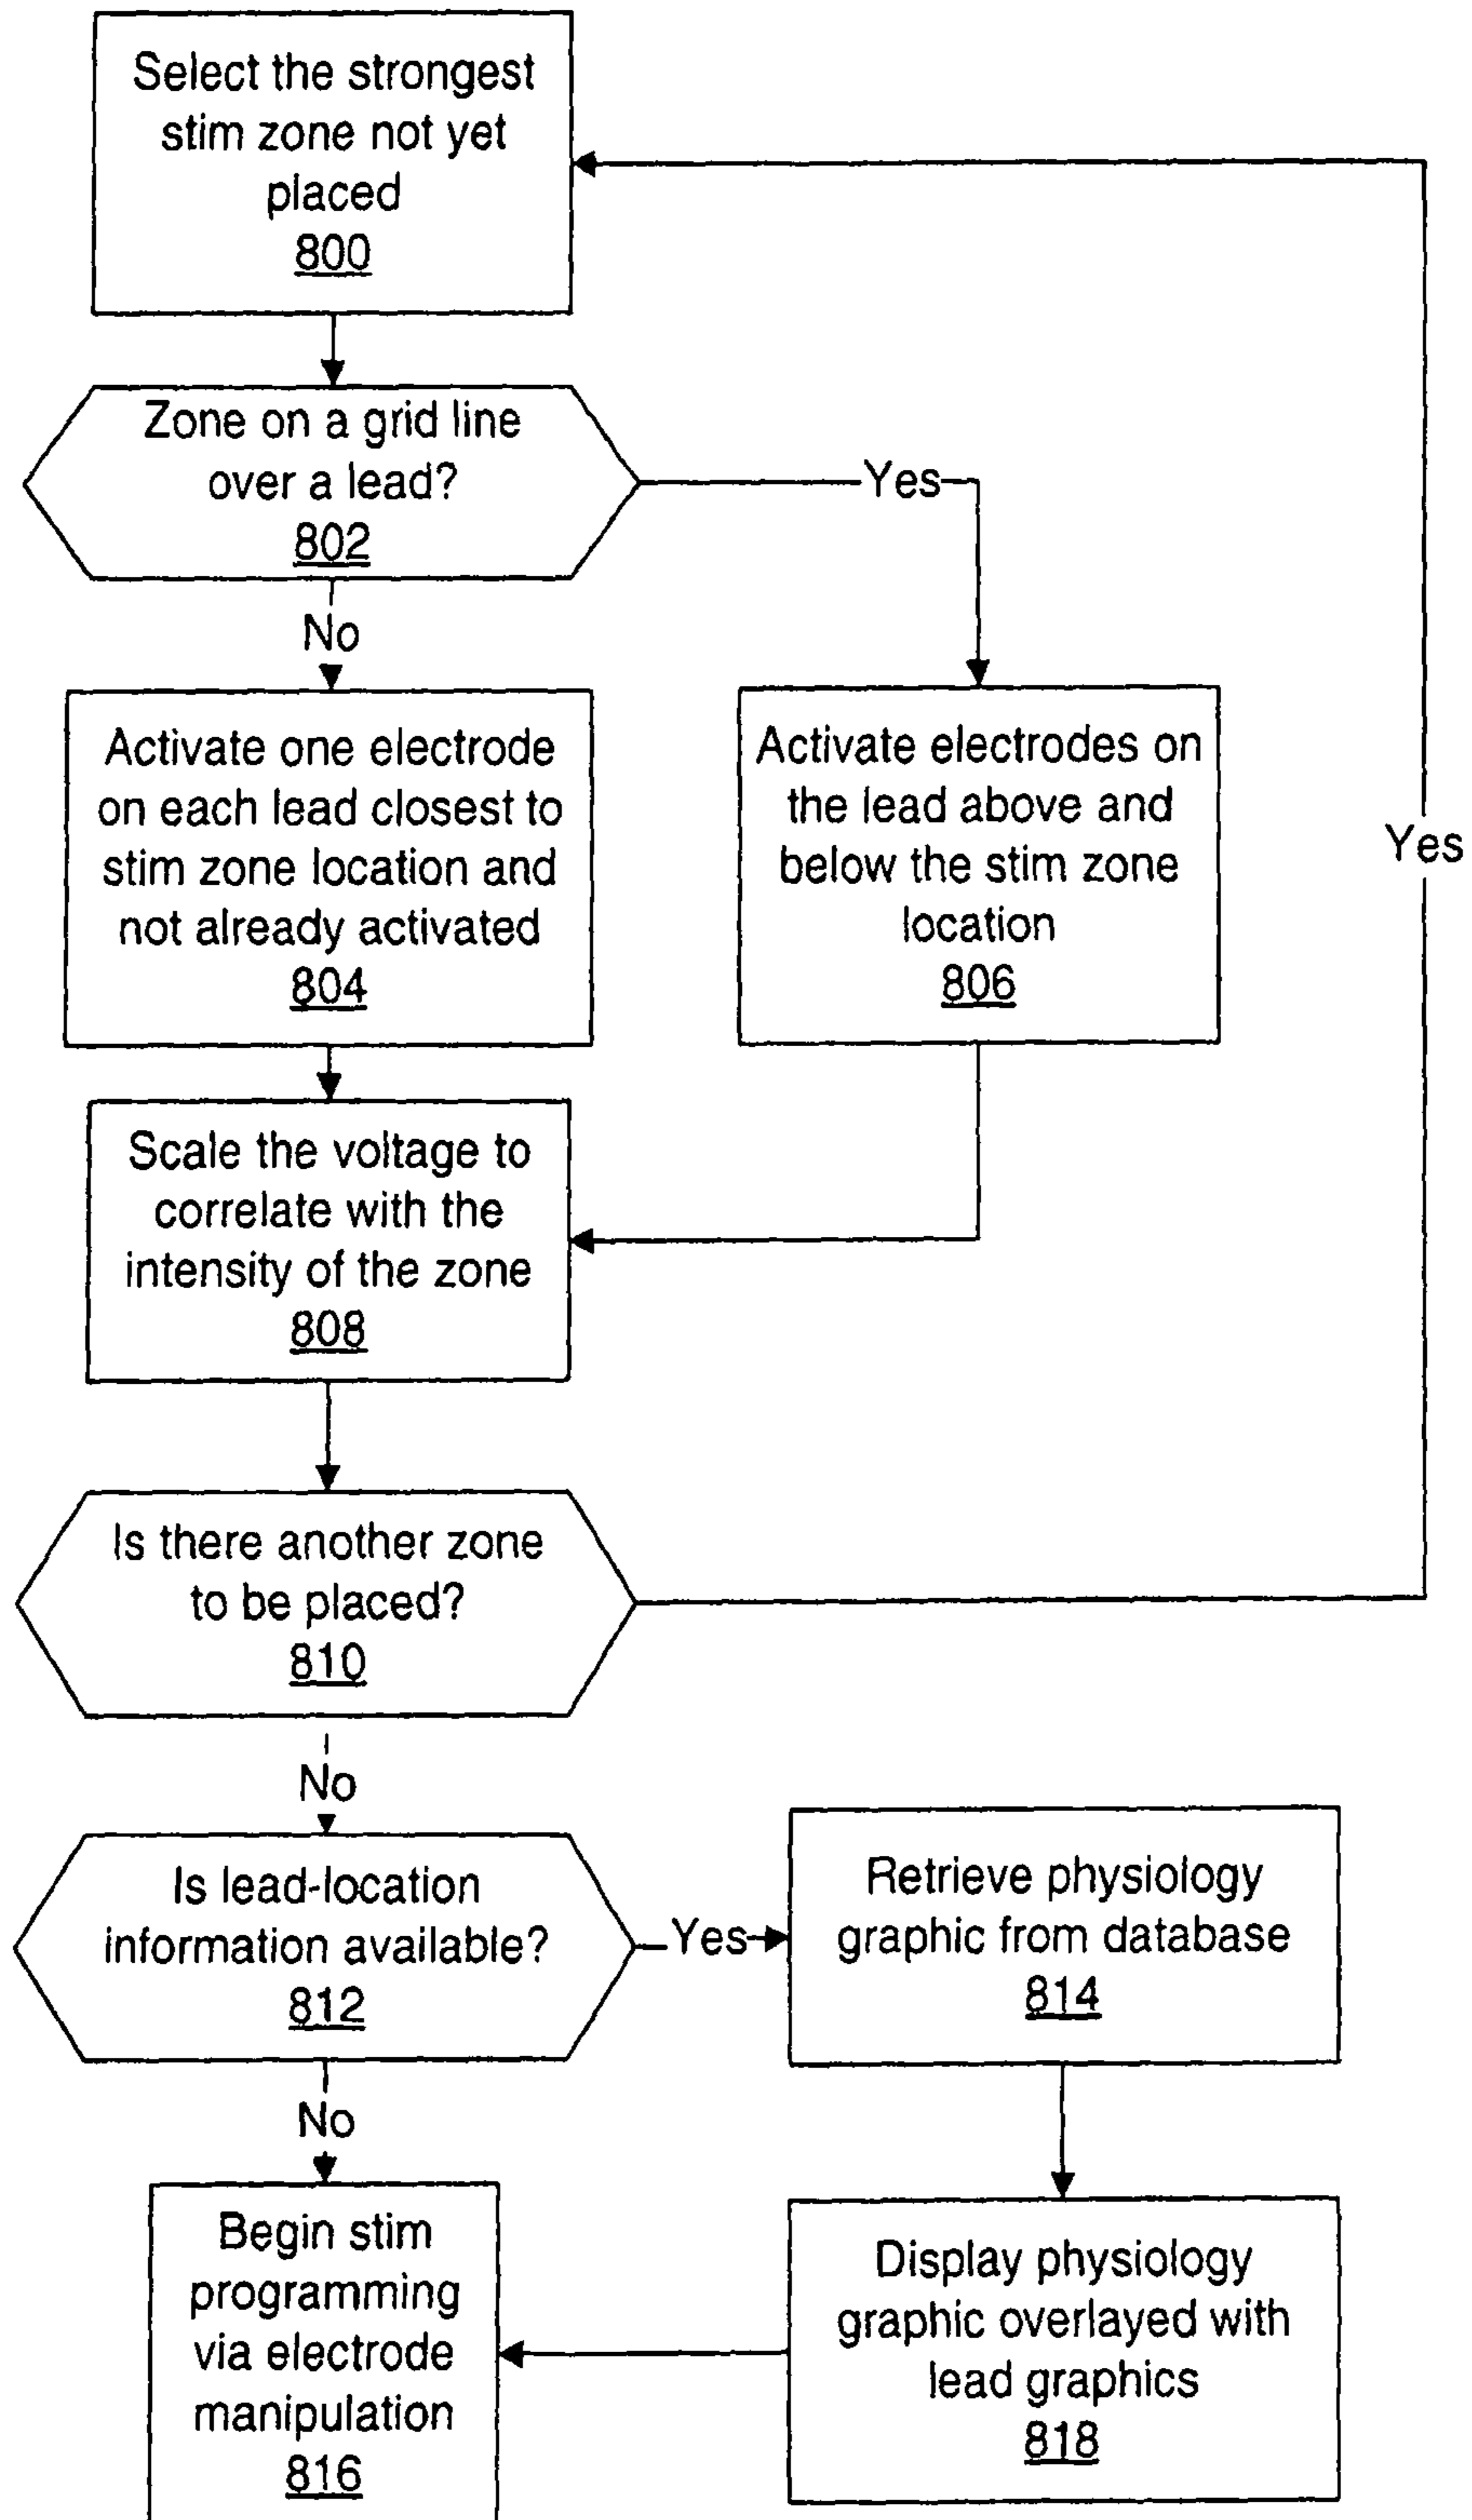 Select the strongest
stim zone not yet
placed
800
Zone on a grid line
over a lead?
802
Yes
No
Activate one electrode
on each lead closest to
stim zone location and
not already activated
804
Activate electrodes on
the lead above and
below the stim zone
location
806
Yes
Scale the voltage to
correlate with the
intensity of the zone
808
Is there another zone
to be placed?
810
No
Is lead-location
information available?
812
Yes
Retrieve physiology
graphic from database
814
No
Begin stim
programming
via electrode
manipulation
816
Display physiology
graphic overlayed with
lead graphics
818